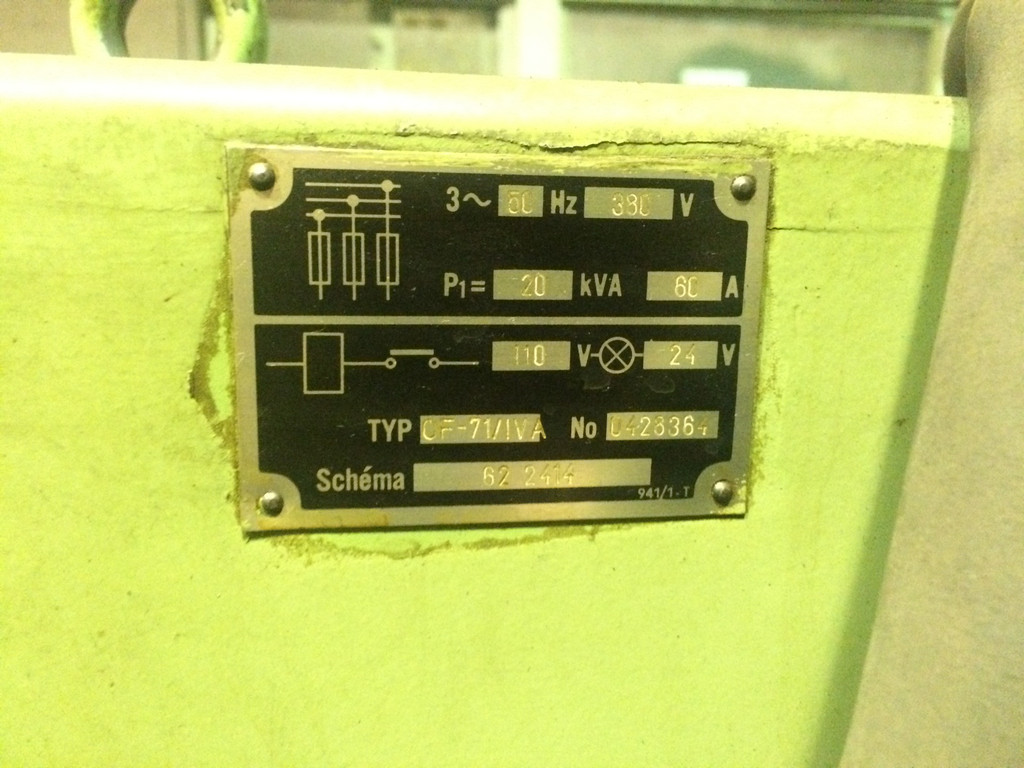 3~ 50 Hz 380 V
P1= 20 kVA 60 A
110 V 24 V
TYP CF-71/IVA No 0428364
Schéma 62 2414
941/1-T